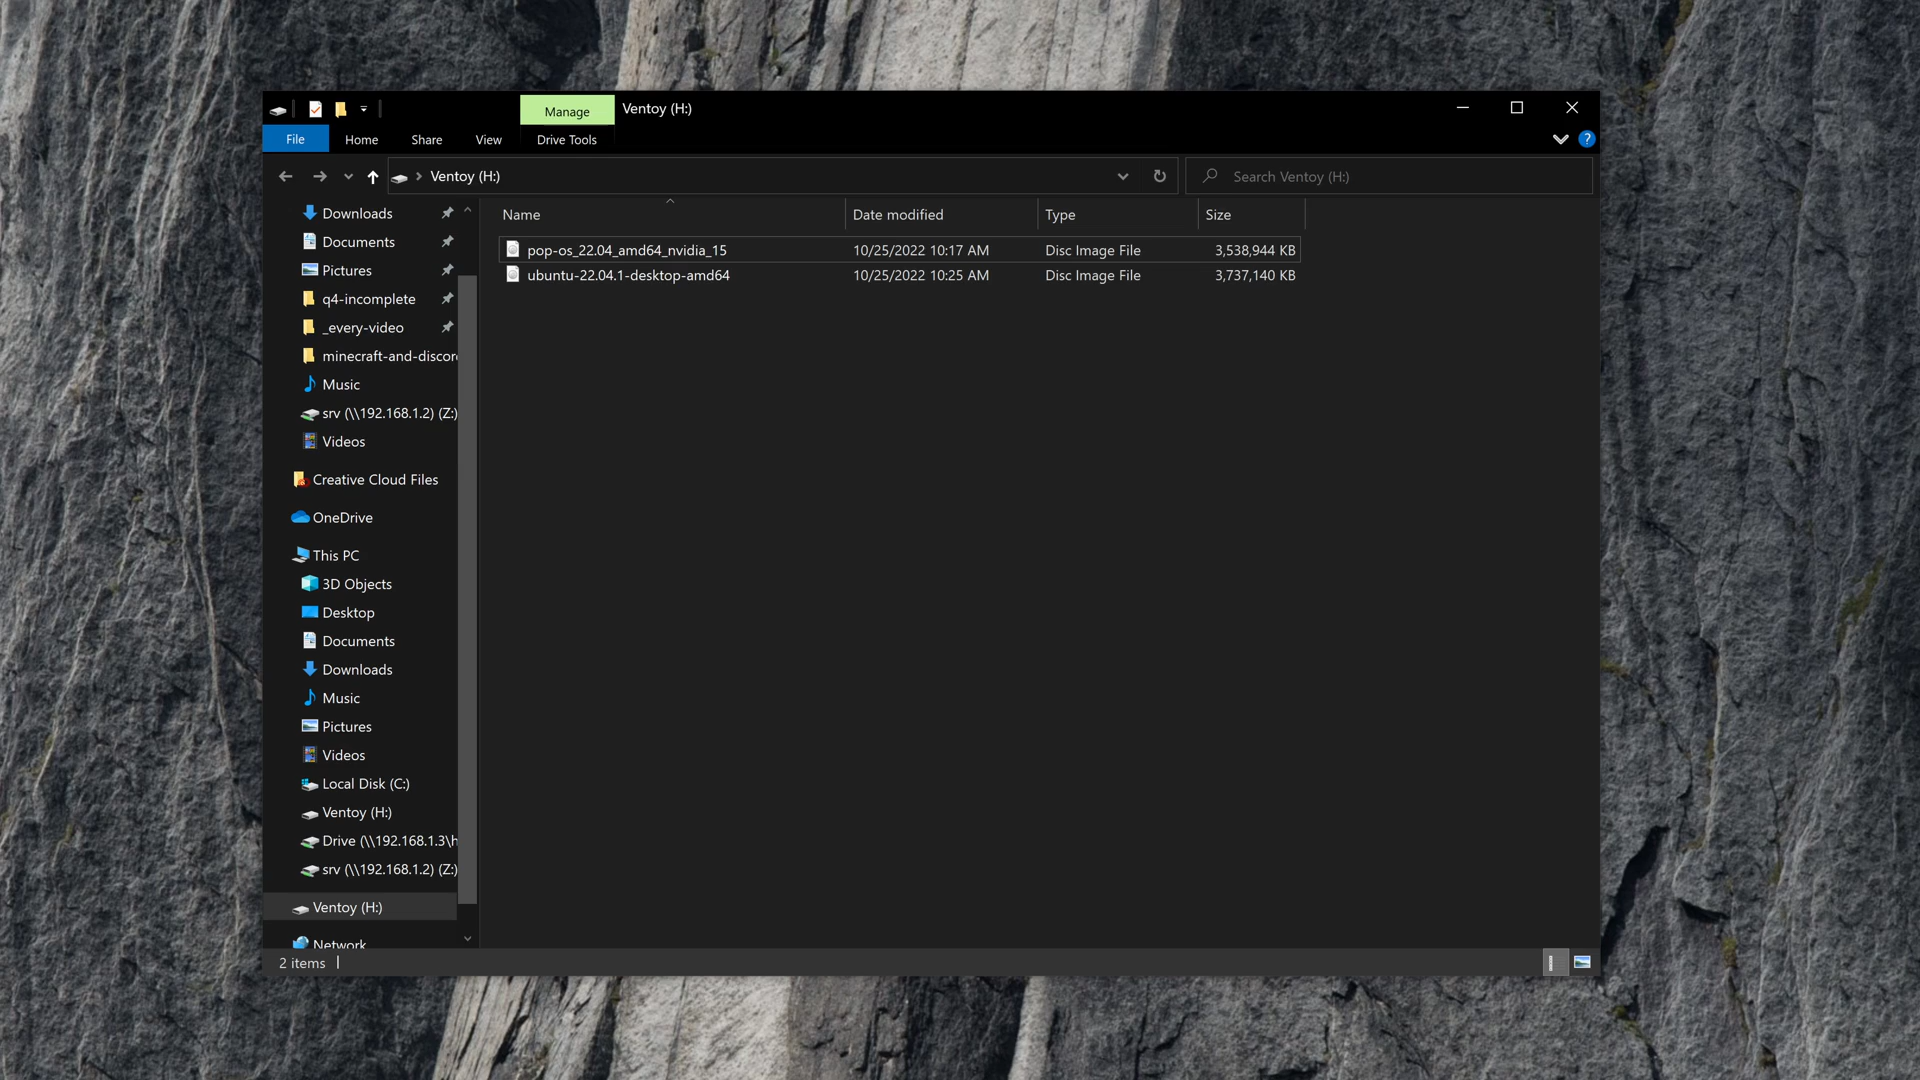 Manage
Ventoy (H:)
File
Home
Share
View
Drive Tools
?
Ventoy (H:)
Search Ventoy (H:)
Name
Date modified
Type
Size
pop-os_22.04_amd64_nvidia_15
10/25/2022 10:17 AM
Disc Image File
3,538,944 KB
ubuntu-22.04.1-desktop-amd64
10/25/2022 10:25 AM
Disc Image File
3,737,140 KB
Downloads
Documents
Pictures
q4-incomplete
_every-video
minecraft-and-discor
Music
srv (\\192.168.1.2) (Z:)
Videos
Creative Cloud Files
OneDrive
This PC
3D Objects
Desktop
Documents
Downloads
Music
Pictures
Videos
Local Disk (C:)
Ventoy (H:)
Drive (\\192.168.1.3\h
srv (\\192.168.1.2) (Z:)
Ventoy (H:)
Network
2 items